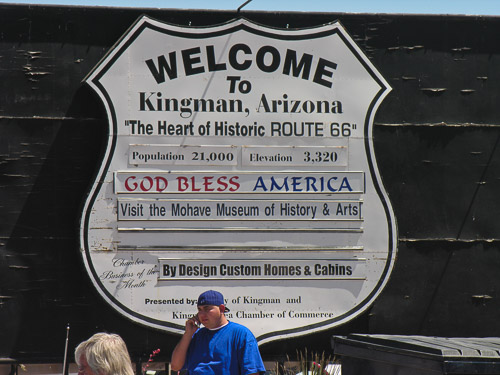 WELCOME
To
Kingman, Arizona
"The Heart of Historic ROUTE 66"
Population 21,000 Elevation 3,320
GOD BLESS AMERICA
Visit the Mohave Museum of History & Arts
Chamber
Business of the
Month
By Design Custom Homes & Cabins
Presented by: of Kingman and
Chamber of Commerce